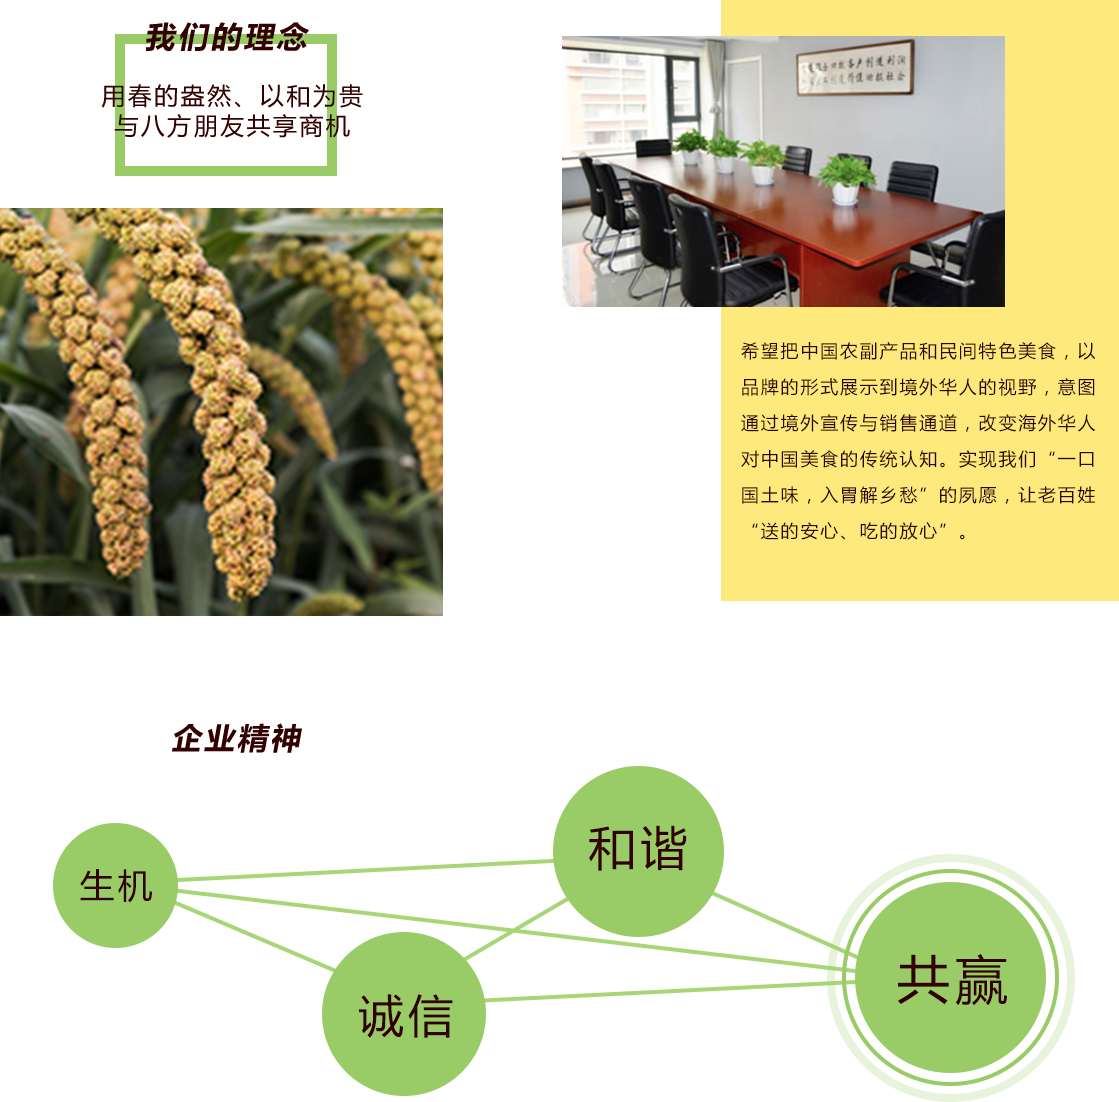 我们的理念
用春的盎然、以和为贵
与八方朋友共享商机
希望把中国农副产品和民间特色美食，以
品牌的形式展示到境外华人的视野，意图
通过境外宣传与销售通道，改变海外华人
对中国美食的传统认知。实现我们“一口
国土味，入胃解乡愁”的夙愿，让老百姓
“送的安心、吃的放心”。
企业精神
生机
和谐
诚信
共赢